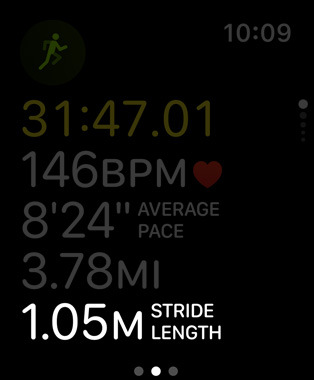 10:09
31:47.01
146BPM
8'24" AVERAGE PACE
3.78MI
1.05M STRIDE LENGTH